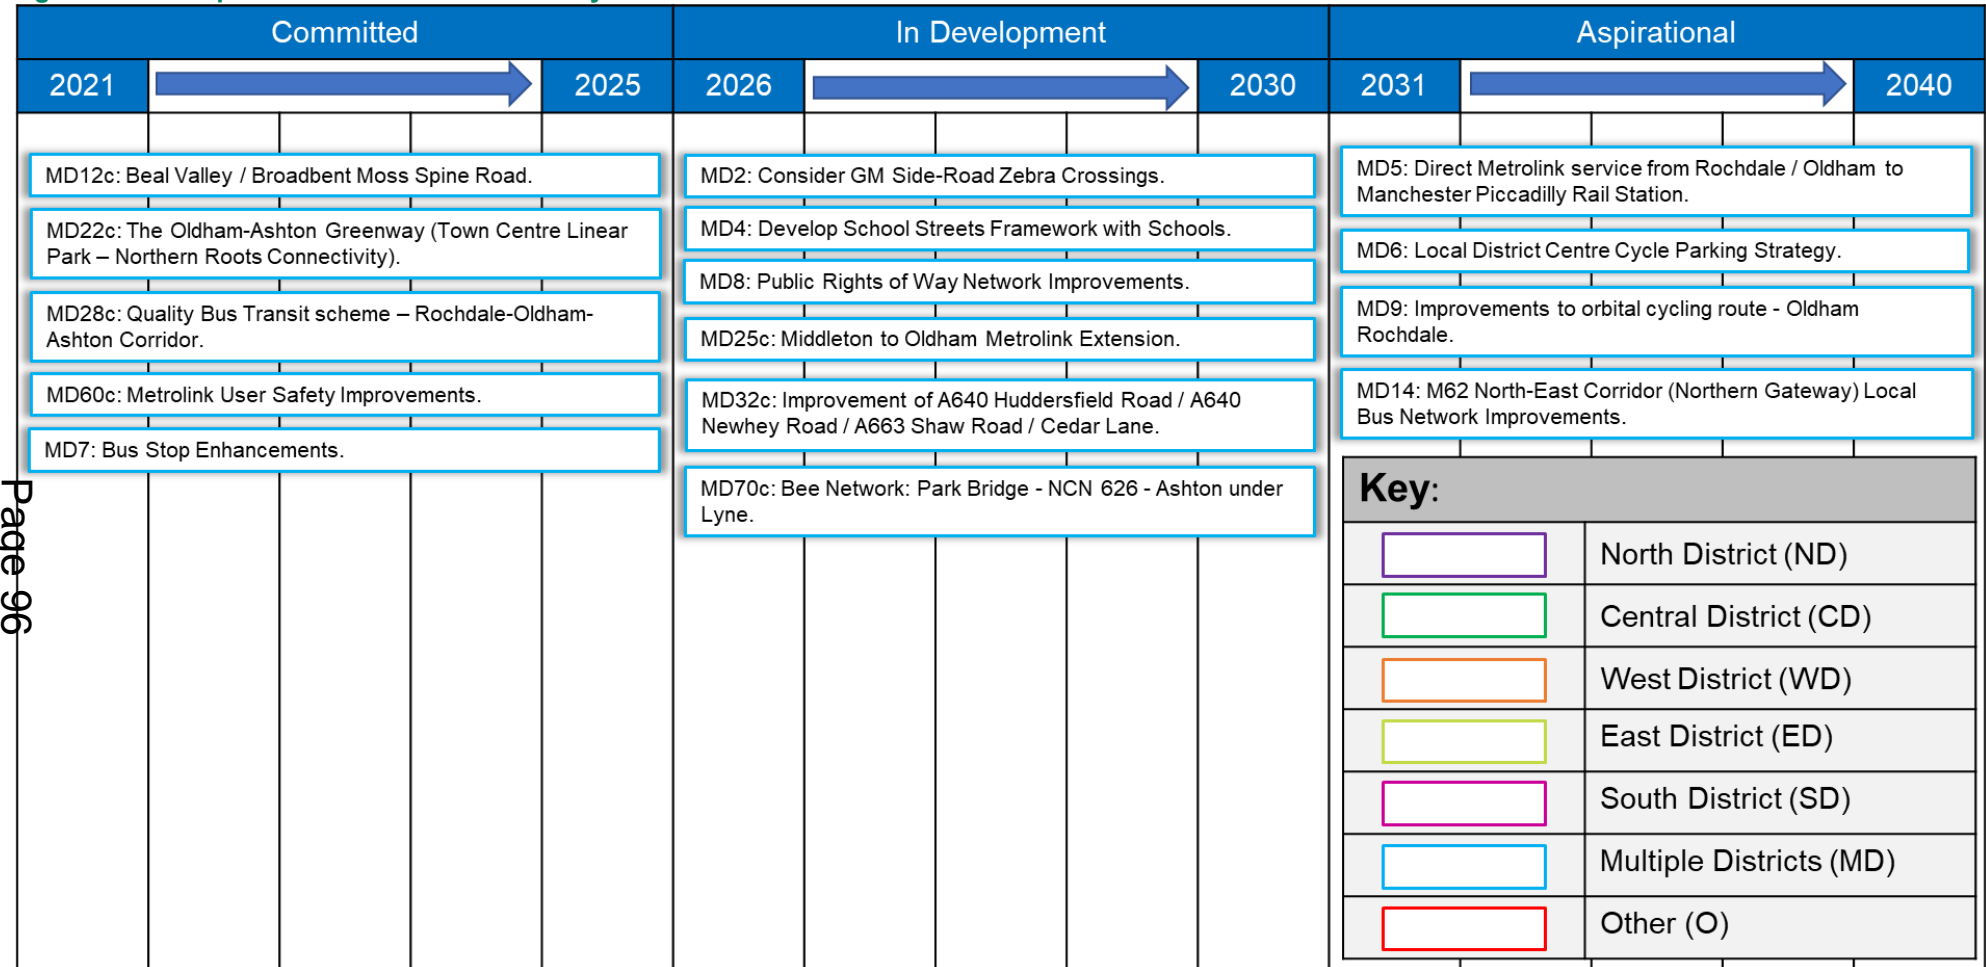 Committed
In Development
Aspirational
2021
2025
2026
2030
2031
2040
MD12c: Beal Valley / Broadbent Moss Spine Road.
MD22c: The Oldham-Ashton Greenway (Town Centre Linear
Park – Northern Roots Connectivity).
MD28c: Quality Bus Transit scheme – Rochdale-Oldham-
Ashton Corridor.
MD60c: Metrolink User Safety Improvements.
MD7: Bus Stop Enhancements.
MD2: Consider GM Side-Road Zebra Crossings.
MD4: Develop School Streets Framework with Schools.
MD8: Public Rights of Way Network Improvements.
MD25c: Middleton to Oldham Metrolink Extension.
MD32c: Improvement of A640 Huddersfield Road / A640
Newhey Road / A663 Shaw Road / Cedar Lane.
MD70c: Bee Network: Park Bridge - NCN 626 - Ashton under
Lyne.
MD5: Direct Metrolink service from Rochdale / Oldham to
Manchester Piccadilly Rail Station.
MD6: Local District Centre Cycle Parking Strategy.
MD9: Improvements to orbital cycling route - Oldham
Rochdale.
MD14: M62 North-East Corridor (Northern Gateway) Local
Bus Network Improvements.
Key:
North District (ND)
Central District (CD)
West District (WD)
East District (ED)
South District (SD)
Multiple Districts (MD)
Other (O)
Page 96